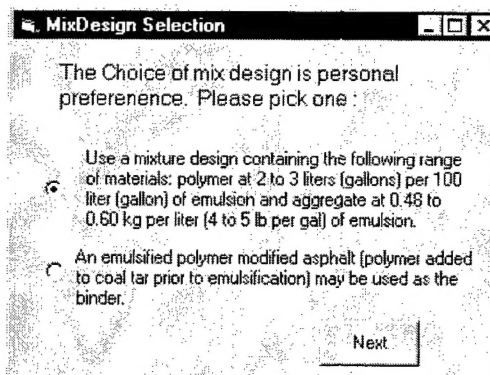 MixDesign Selection
The Choice of mix design is personal
preferenence. Please pick one :
Use a mixture design containing the following range
of materials: polymer at 2 to 3 liters (gallons) per 100
liter (gallon) of emulsion and aggregate at 0.48 to
0.60 kg per liter (4 to 5 lb per gal) of emulsion.
An emulsified polymer modified asphalt (polymer added
to coal tar prior to emulsification) may be used as the
binder.
Next